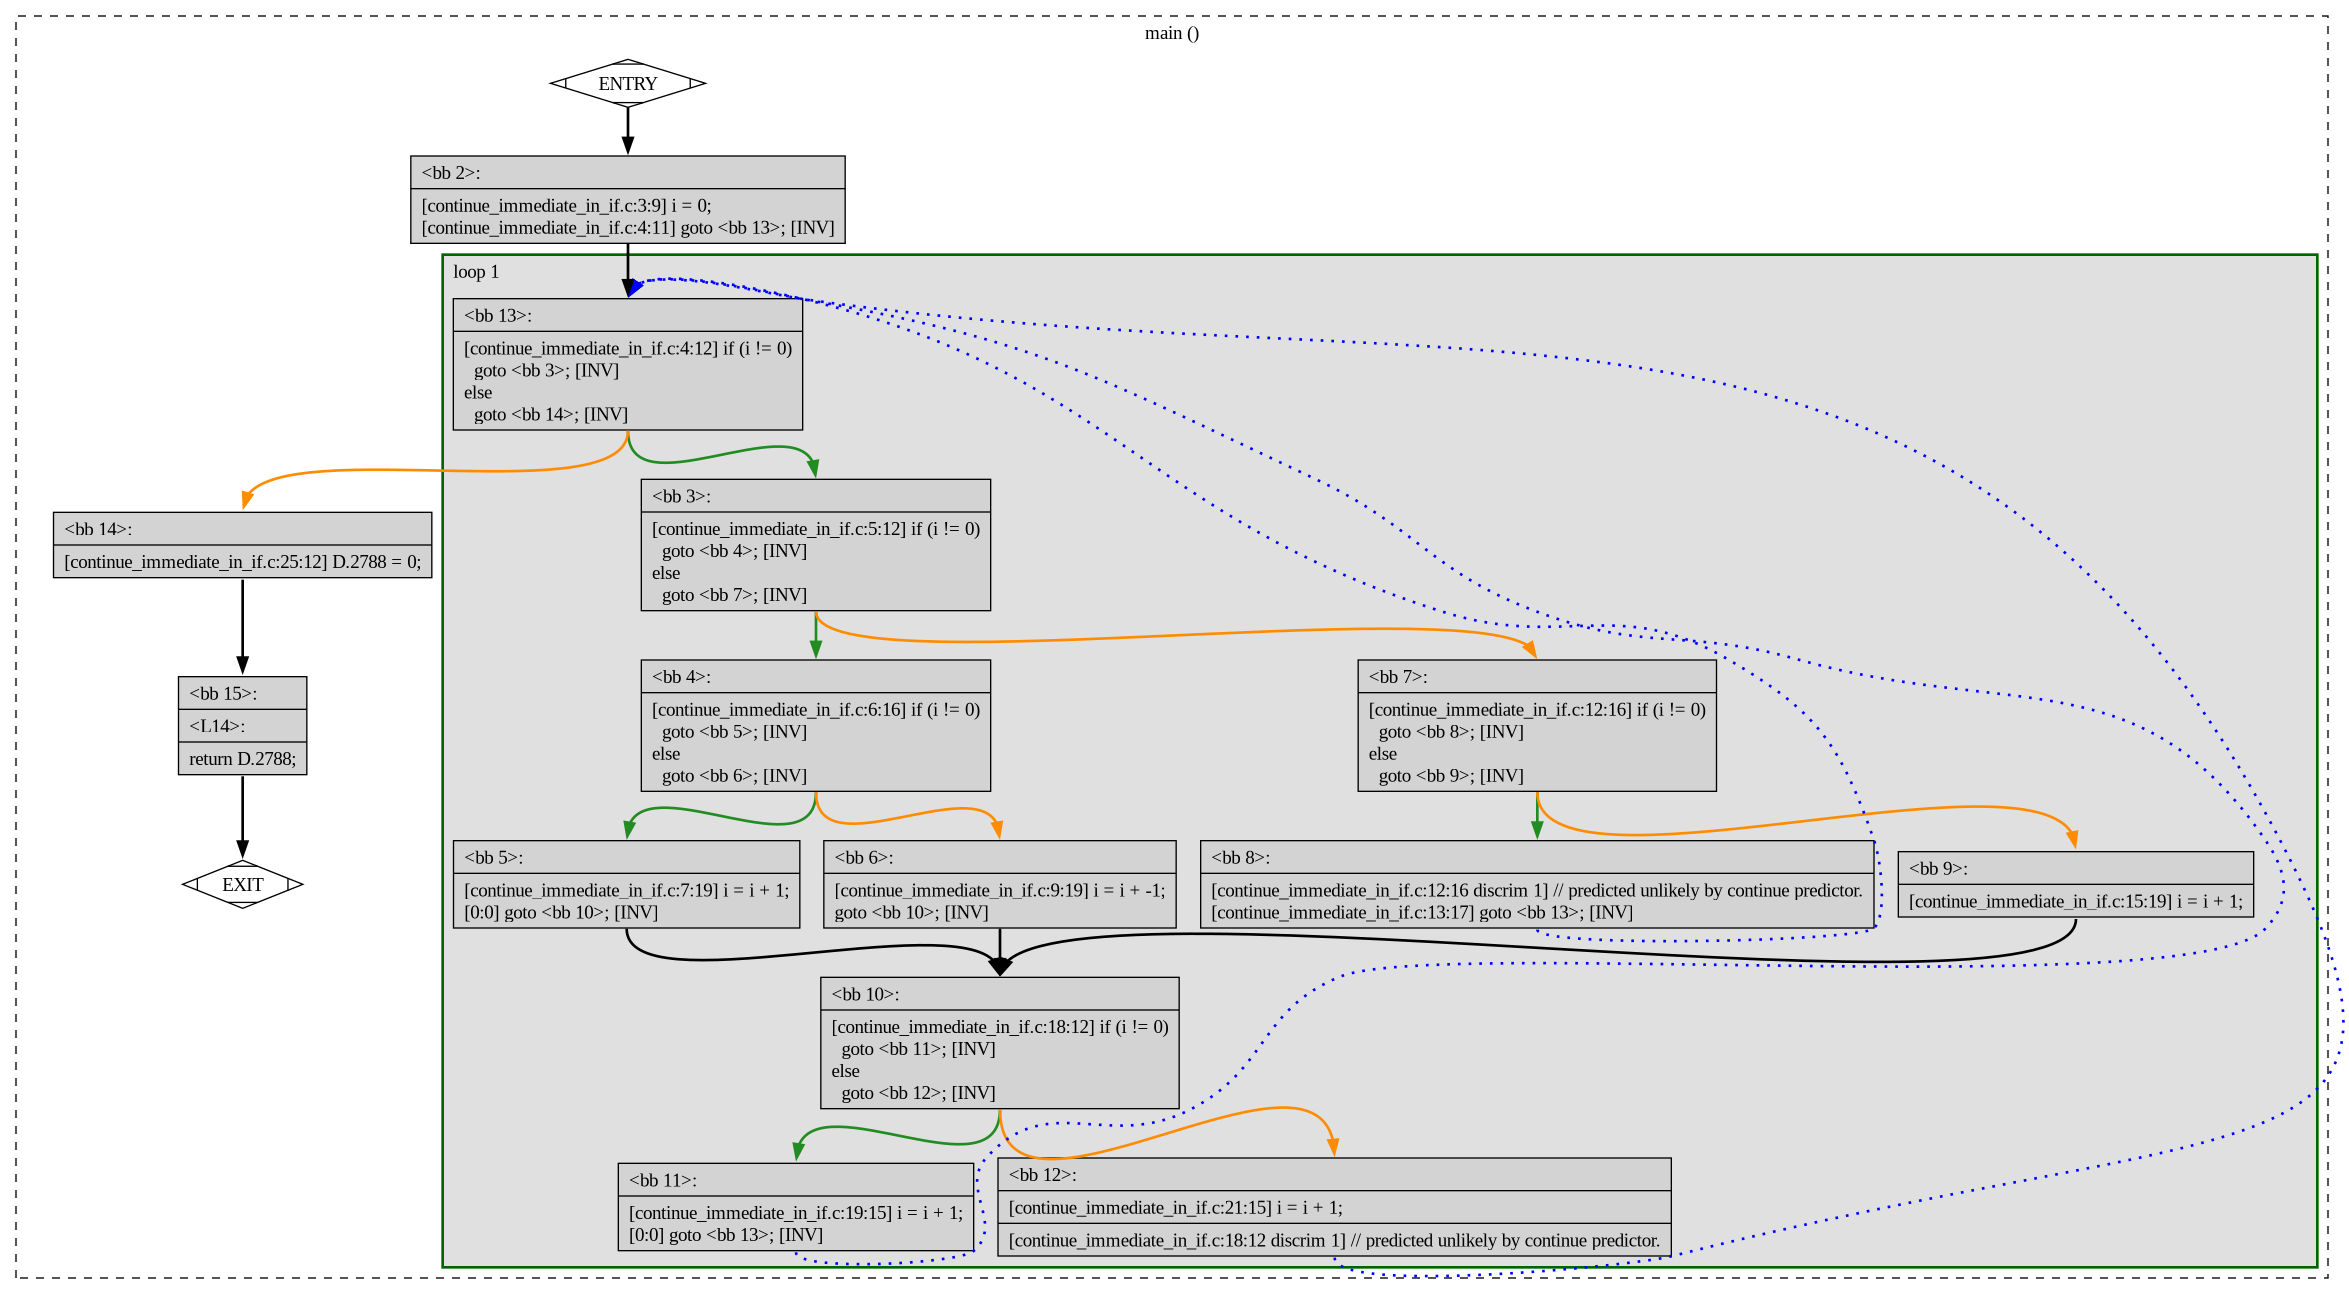 main ()
ENTRY
<bb 2>:
[continue_immediate_in_if.c:3:9] i = 0;
[continue_immediate_in_if.c:4:11] goto <bb 13>; [INV]
loop 1
<bb 13>:
[continue_immediate_in_if.c:4:12] if (i != 0)
goto <bb 3>; [INV]
else
goto <bb 14>; [INV]
<bb 14>:
[continue_immediate_in_if.c:25:12] D.2788 = 0;
<bb 15>:
<L14>:
return D.2788;
EXIT
<bb 3>:
[continue_immediate_in_if.c:5:12] if (i != 0)
goto <bb 4>; [INV]
else
goto <bb 7>; [INV]
<bb 4>:
[continue_immediate_in_if.c:6:16] if (i != 0)
goto <bb 5>; [INV]
else
goto <bb 6>; [INV]
<bb 7>:
[continue_immediate_in_if.c:12:16] if (i != 0)
goto <bb 8>; [INV]
else
goto <bb 9>; [INV]
<bb 5>:
[continue_immediate_in_if.c:7:19] i = i + 1;
[0:0] goto <bb 10>; [INV]
<bb 6>:
[continue_immediate_in_if.c:9:19] i = i + -1;
goto <bb 10>; [INV]
<bb 8>:
[continue_immediate_in_if.c:12:16 discrim 1] // predicted unlikely by continue predictor.
[continue_immediate_in_if.c:13:17] goto <bb 13>; [INV]
<bb 9>:
[continue_immediate_in_if.c:15:19] i = i + 1;
<bb 10>:
[continue_immediate_in_if.c:18:12] if (i != 0)
goto <bb 11>; [INV]
else
goto <bb 12>; [INV]
<bb 11>:
[continue_immediate_in_if.c:19:15] i = i + 1;
[0:0] goto <bb 13>; [INV]
<bb 12>:
[continue_immediate_in_if.c:21:15] i = i + 1;
[continue_immediate_in_if.c:18:12 discrim 1] // predicted unlikely by continue predictor.